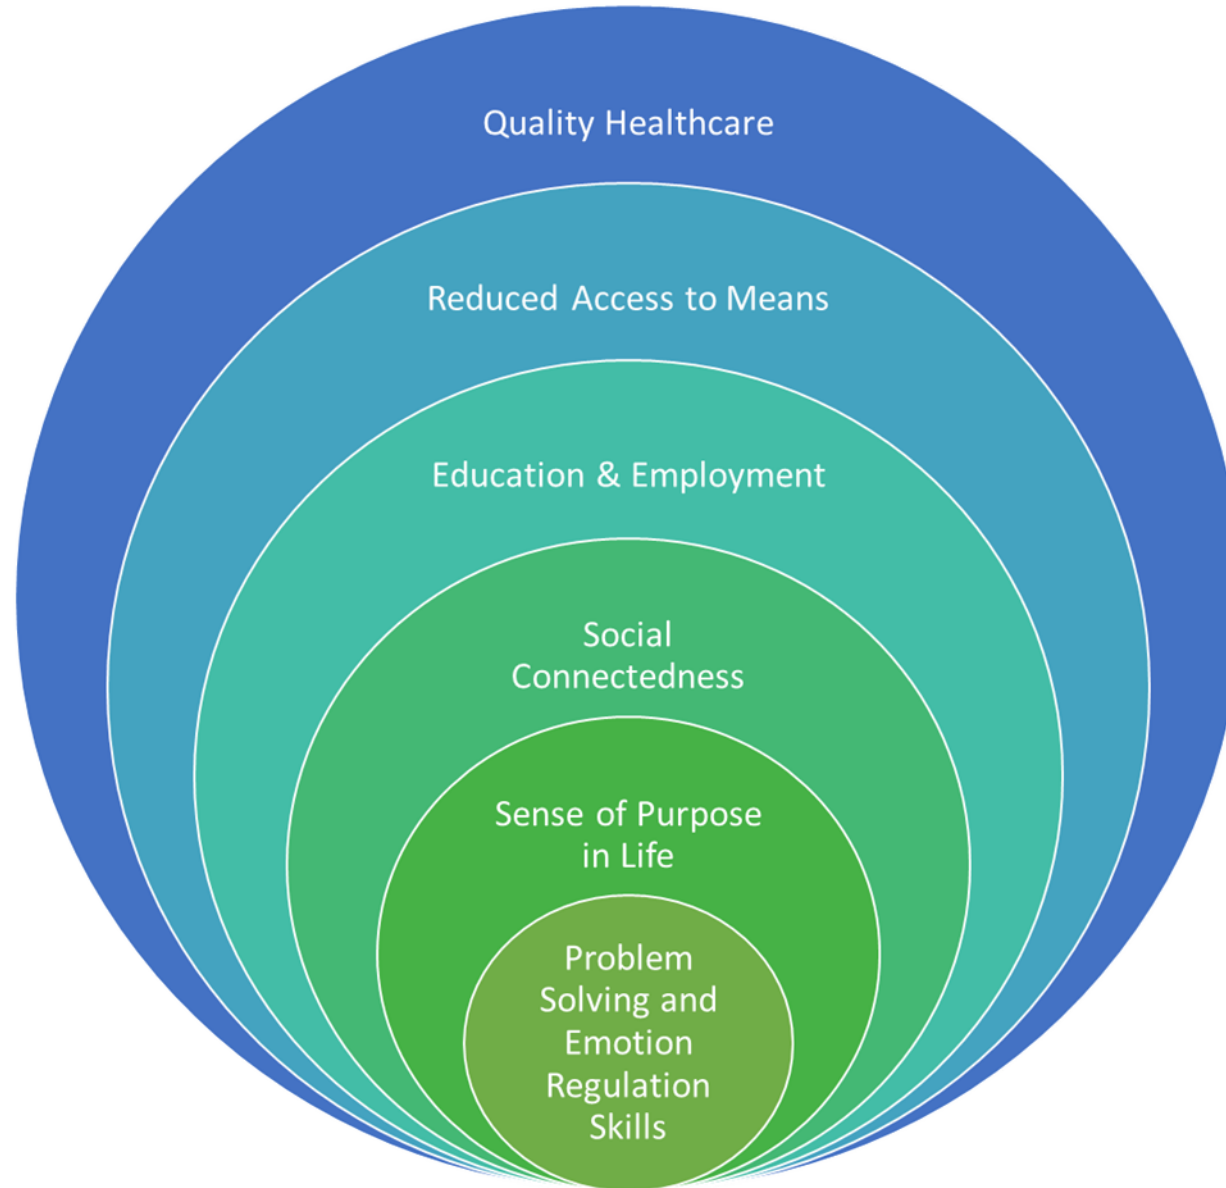 Quality Healthcare
Reduced Access to Means
Education & Employment
Social
Connectedness
Sense of Purpose
in Life
Problem
Solving and
Emotion
Regulation
Skills